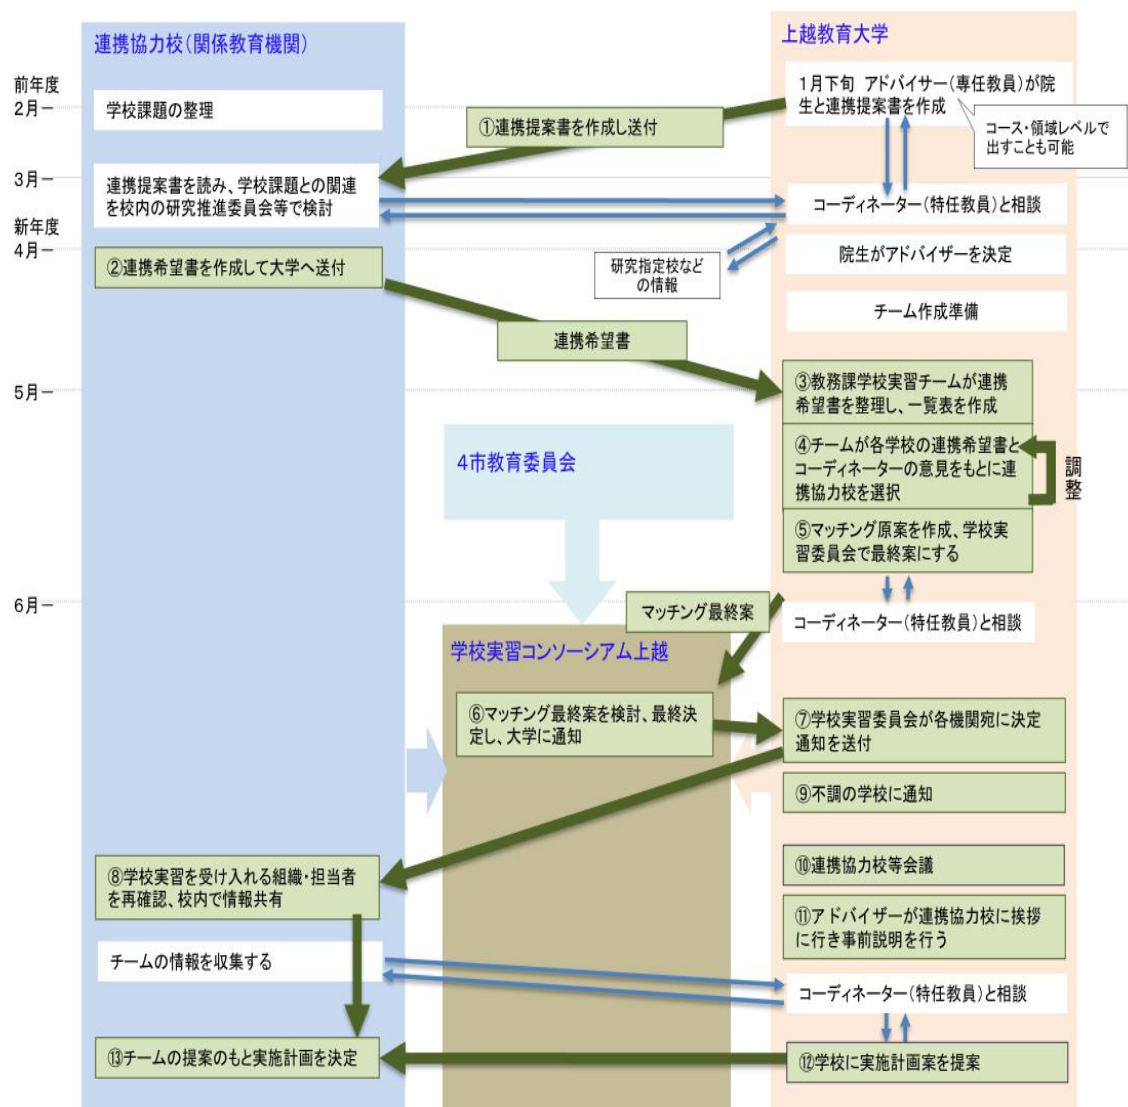 連携協力校(関係教育機関)
上越教育大学
前年度
2月
学校課題の整理
①連携提案書を作成し送付
1月下旬 アドバイサー(専任教員)が院
生と連携提案書を作成
コース・領域レベルで
出すことも可能
3月
連携提案書を読み、学校課題との関連
を校内の研究推進委員会等で検討
コーディネーター(特任教員)と相談
新年度
4月
②連携希望書を作成して大学へ送付
研究指定校など
の情報
院生がアドバイザーを決定
チーム作成準備
連携希望書
5月
③教務課学校実習チームが連携
希望書を整理し、一覧表を作成
4市教育委員会
④チームが各学校の連携希望書と
コーディネーターの意見をもとに連
携協力校を選択
調整
⑤マッチング原案を作成、学校実
習委員会で最終案にする
6月
マッチング最終案
コーディネーター(特任教員)と相談
学校実習コンソーシアム上越
⑥マッチング最終案を検討、最終決
定し、大学に通知
⑦学校実習委員会が各機関宛に決定
通知を送付
⑨不調の学校に通知
⑧学校実習を受け入れる組織・担当者
を再確認、校内で情報共有
⑩連携協力校等会議
⑪アドバイザーが連携協力校に挨拶
に行き事前説明を行う
チームの情報を収集する
コーディネーター(特任教員)と相談
⑬チームの提案のもと実施計画を決定
⑫学校に実施計画案を提案